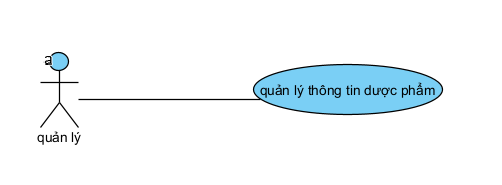 a
quản lý thông tin dược phẩm
quản lý